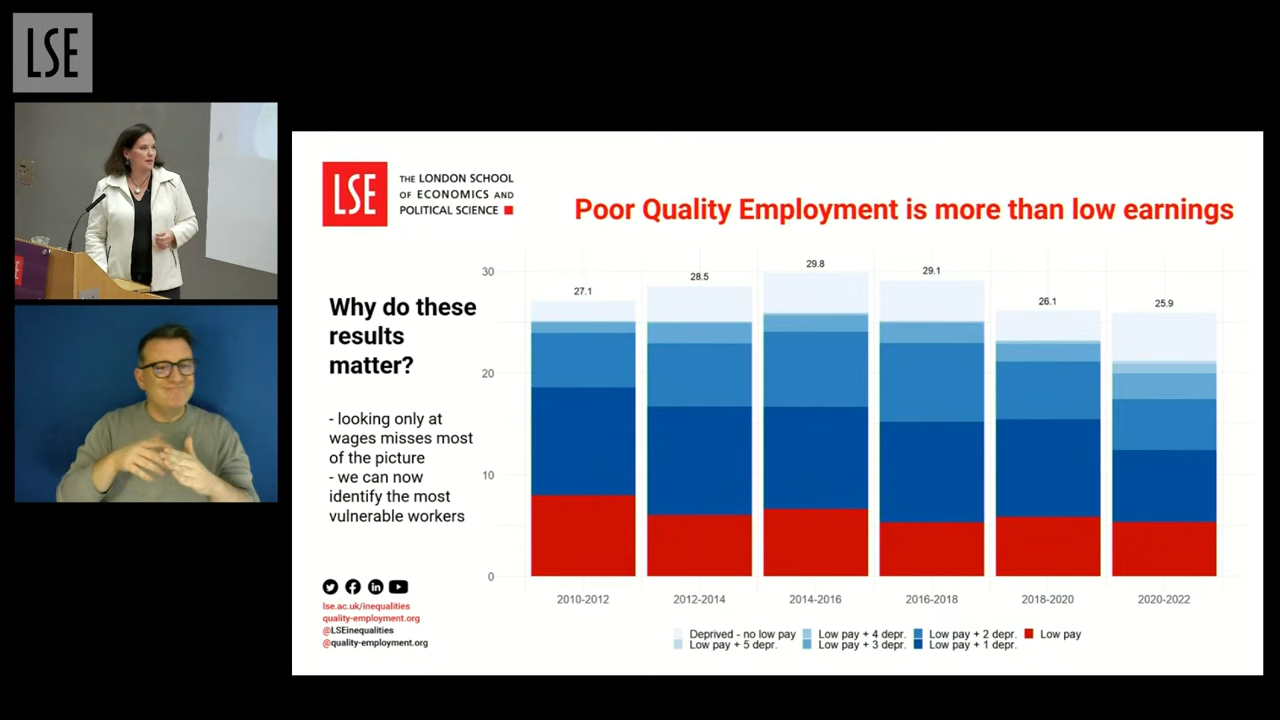 LSE
LSE
THE LONDON SCHOOL
OF ECONOMICS AND
POLITICAL SCIENCE
Poor Quality Employment is more than low earnings
Why do these
results
matter?
- looking only at
wages misses most
of the picture
- we can now
identify the most
vulnerable workers
lse.ac.uk/inequalities
quality-employment.org
@LSEinequalities
@quality-employment.org
30
20
10
0
27.1
28.5
29.8
29.1
26.1
25.9
2010-2012
2012-2014
2014-2016
2016-2018
2018-2020
2020-2022
Deprived - no low pay
Low pay + 5 depr.
Low pay + 4 depr.
Low pay + 3 depr.
Low pay + 2 depr.
Low pay + 1 depr.
Low pay